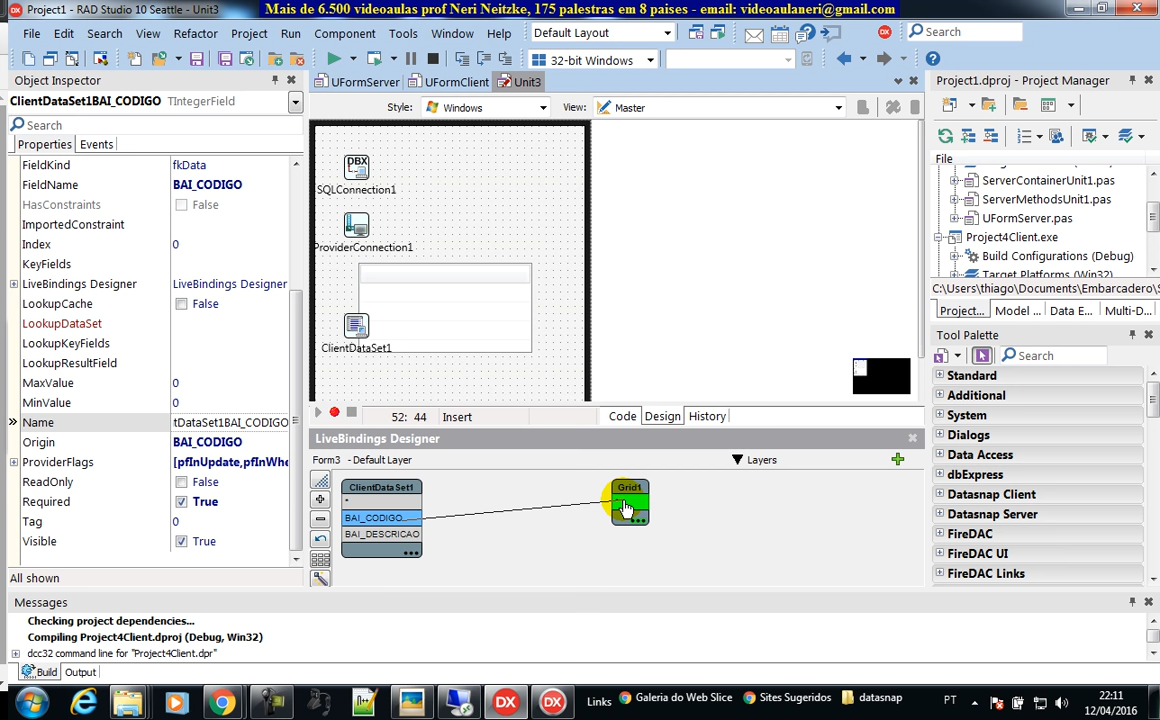 Project1 - RAD Studio 10 Seattle - Unit3
Mais de 6.500 videoaulas prof Neri Neitzke, 175 palestras em 8 paises - email: videoaulaneri@gmail.com
File Edit Search View Refactor Project Run Component Tools Window Help
Default Layout
Search
32-bit Windows
Object Inspector
ClientDataSet1BAI_CODIGO TIntegerField
Search
Properties Events
FieldKind fkData
FieldName BAI_CODIGO
HasConstraints False
ImportedConstraint
Index 0
KeyFields
LiveBindings Designer LiveBindings Designer
LookupCache False
LookupDataSet
LookupKeyFields
LookupResultField
MaxValue 0
MinValue 0
Name tDataSet1BAI_CODIGO
Origin BAI_CODIGO
ProviderFlags [pfInUpdate,pfInWhe
ReadOnly False
Required True
Tag 0
Visible True
All shown
UFormServer UFormClient Unit3
Style: Windows View: Master
DBX
SQLConnection1
ProviderConnection1
ClientDataSet1
52: 44 Insert Code Design History
LiveBindings Designer
Form3 - Default Layer Layers
ClientDataSet1
*
BAI_CODIGO...
BAI_DESCRICAO
Grid1
Project1.dproj - Project Manager
File
ServerContainerUnit1.pas
ServerMethodsUnit1.pas
UFormServer.pas
Project4Client.exe
Build Configurations (Debug)
Target Platforms (Win32)
C:\Users\thiago\Documents\Embarcadero\S
Project... Model ... Data E... Multi-D...
Tool Palette
Search
Standard
Additional
System
Dialogs
Data Access
dbExpress
Datasnap Client
Datasnap Server
FireDAC
FireDAC UI
FireDAC Links
Messages
Checking project dependencies...
Compiling Project4Client.dproj (Debug, Win32)
dcc32 command line for "Project4Client.dpr"
Build Output
Links Galeria do Web Slice Sites Sugeridos datasnap PT 22:11
12/04/2016